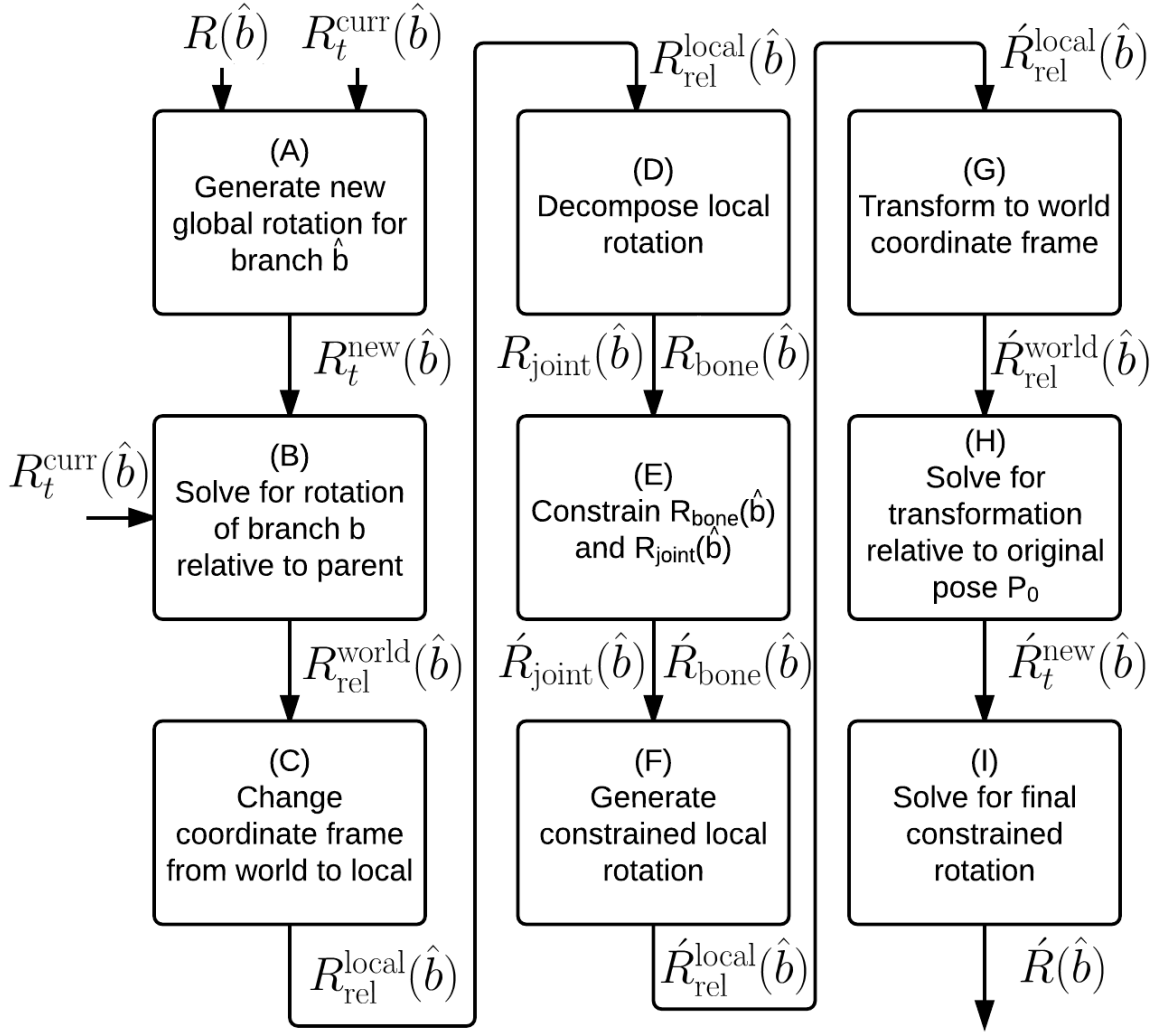 R(b̂) R_t^curr(b̂)
(A)
Generate new
global rotation for
branch b̂
R_t^new(b̂)
R_t^curr(b̂)
(B)
Solve for rotation
of branch b
relative to parent
R_rel^world(b̂)
(C)
Change
coordinate frame
from world to local
R_rel^local(b̂)
R_rel^local(b̂)
(D)
Decompose local
rotation
R_joint(b̂) R_bone(b̂)
(E)
Constrain R_bone(b̂)
and R_joint(b̂)
Ŕ_joint(b̂) Ŕ_bone(b̂)
(F)
Generate
constrained local
rotation
Ŕ_rel^local(b̂)
Ŕ_rel^local(b̂)
(G)
Transform to world
coordinate frame
Ŕ_rel^world(b̂)
(H)
Solve for
transformation
relative to original
pose P₀
Ŕ_t^new(b̂)
(I)
Solve for final
constrained
rotation
Ŕ(b̂)